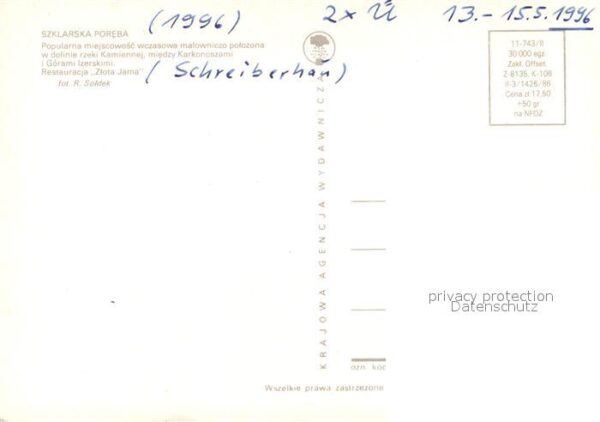 (1996) 2x Ü 13. - 15.5. 1996
SZKLARSKA PORĘBA
Popularna miejscowość wczasowa malowniczo położona
w dolinie rzeki Kamiennej, między Karkonoszami
i Górami Izerskimi.
Restauracja „Złota Jama"
(Schreiberhau)
fot. R. Sołdek
11-743/II
30 000 egz.
Zakł. Offset.
Z-8135. K-106
II-3/1426/86
Cena zł 17,50
+50 gr
na NFOZ
KRAJOWA AGENCJA WYDAWNICZA
privacy protection
Datenschutz
ozn kod
Wszelkie prawa zastrzeżone